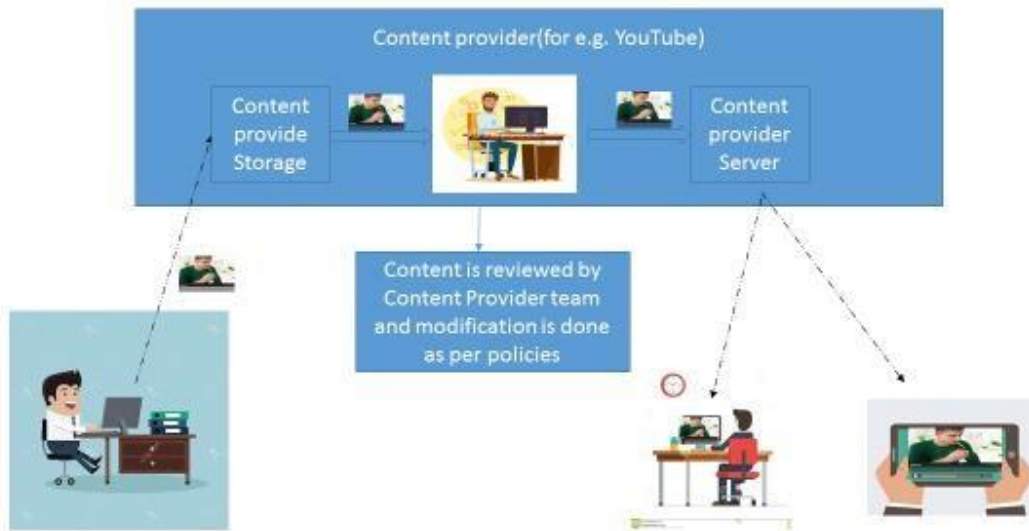 Content provider(for e.g. YouTube)
Content
provide
Storage
Content
provider
Server
Content is reviewed by
Content Provider team
and modification is done
as per policies